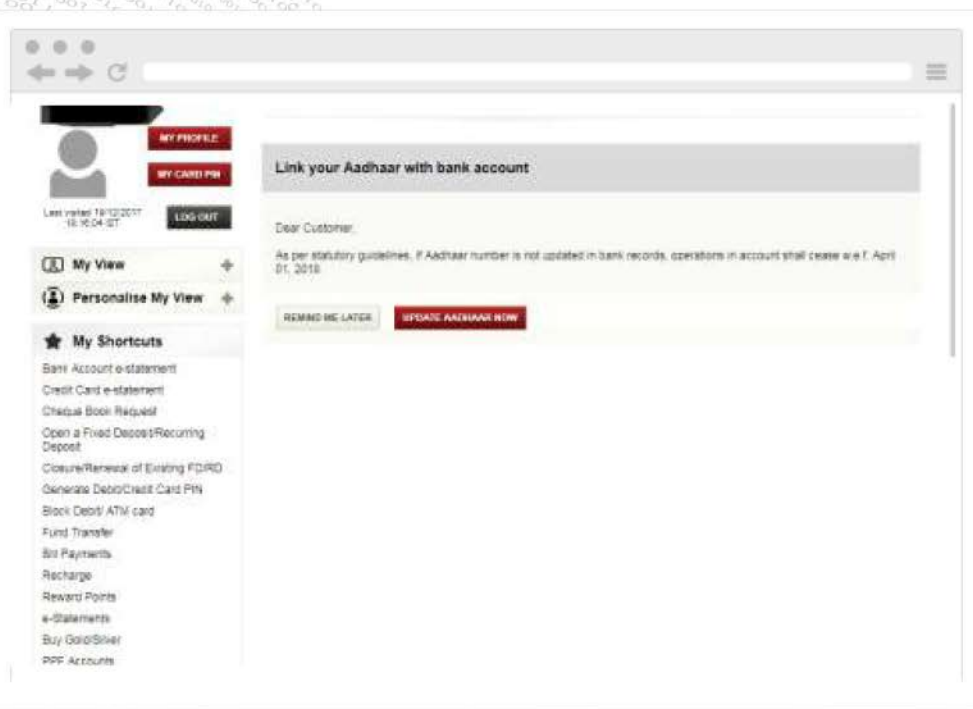 MY PROFILE
MY CARD PIN
Last visited 19/12/2017
IST
LOG OUT
My View
Personalise My View
My Shortcuts
Bank Account e-statement
Credit Card e-statement
Cheque Book Request
Open a Fixed Deposit/Recurring
Deposit
Closure/Renewal of Existing FD/RD
Generate Debit/Credit Card PIN
Block Debit/ ATM card
Fund Transfer
Bill Payments
Recharge
Reward Points
e-Statements
Buy Gold/Silver
PPF Accounts
Link your Aadhaar with bank account
Dear Customer,
As per statutory guidelines, if Aadhaar number is not updated in bank records, operations in account shall cease w.e.f. April
01, 2018.
REMIND ME LATER
UPDATE AADHAAR NOW